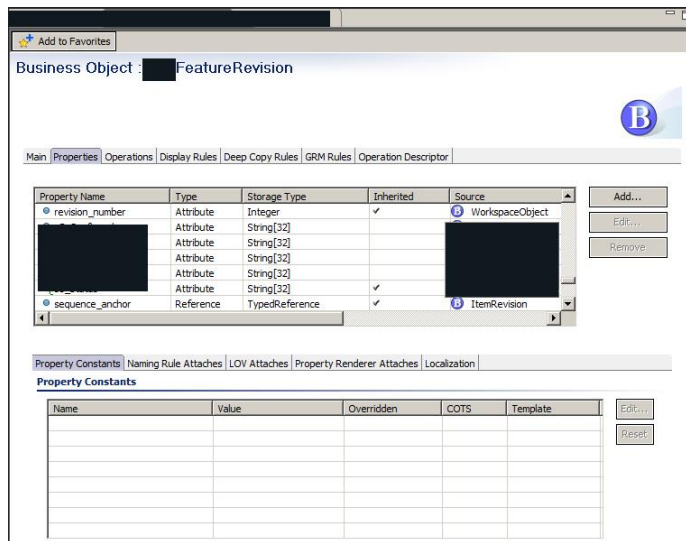 Add to Favorites
Business Object : FeatureRevision
B
Main Properties Operations Display Rules Deep Copy Rules GRM Rules Operation Descriptor
Property Name Type Storage Type Inherited Source Add...
revision_number Attribute Integer ✔ B WorkspaceObject
Attribute String[32] Edit...
Attribute String[32]
Attribute String[32] Remove
Attribute String[32]
Attribute String[32] ✔
sequence_anchor Reference TypedReference ✔ B ItemRevision
Property Constants Naming Rule Attaches LOV Attaches Property Renderer Attaches Localization
Property Constants
Name Value Overridden COTS Template Edit...
Reset